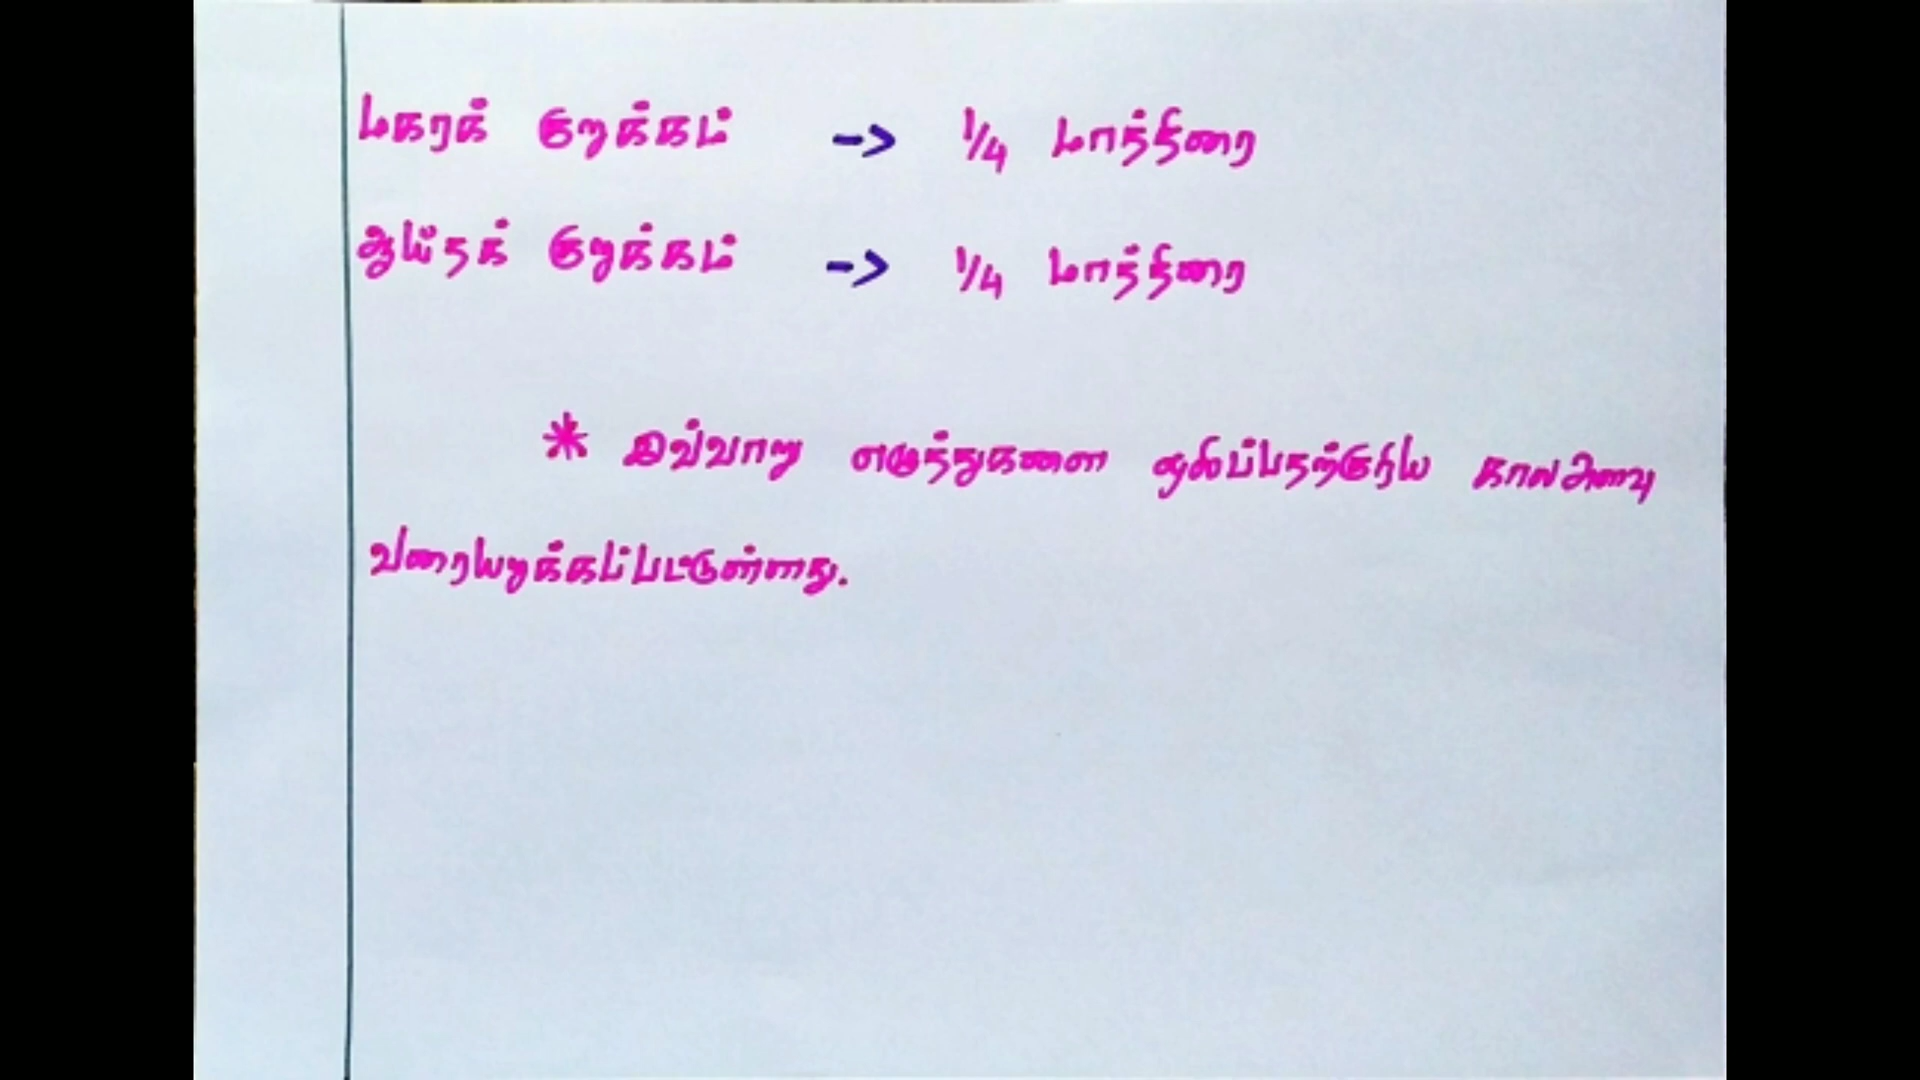 மகரக் குறுக்கம் -> 1/4 மாத்திரை
ஆய்தக் குறுக்கம் -> 1/4 மாத்திரை
* இவ்வாறு எழுத்துகளை ஒலிப்பதற்குரிய காலஅளவு
வரையறுக்கப்பட்டுள்ளது.